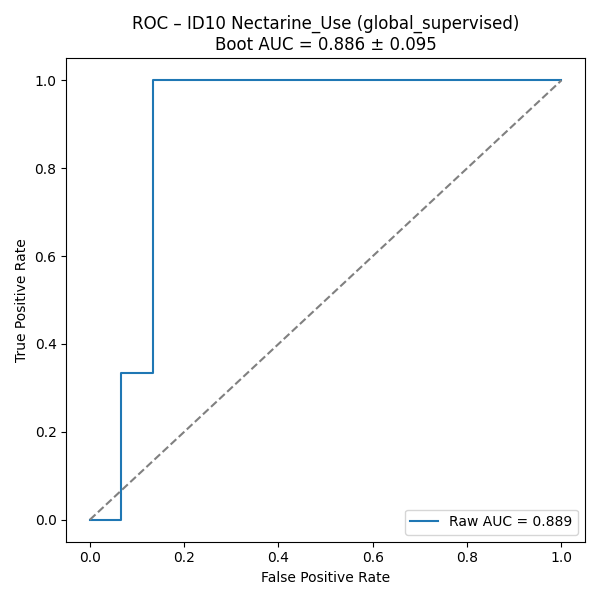 ROC – ID10 Nectarine_Use (global_supervised)
Boot AUC = 0.886 ± 0.095
True Positive Rate
1.0
0.8
0.6
0.4
0.2
0.0
Raw AUC = 0.889
0.0 0.2 0.4 0.6 0.8 1.0
False Positive Rate